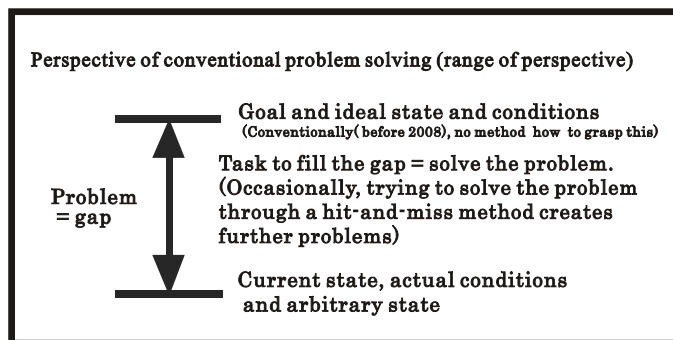 Perspective of conventional problem solving (range of perspective)
Goal and ideal state and conditions
(Conventionally( before 2008), no method how to grasp this)
Task to fill the gap = solve the problem.
(Occasionally, trying to solve the problem
through a hit-and-miss method creates
further problems)
Problem
= gap
Current state, actual conditions
and arbitrary state